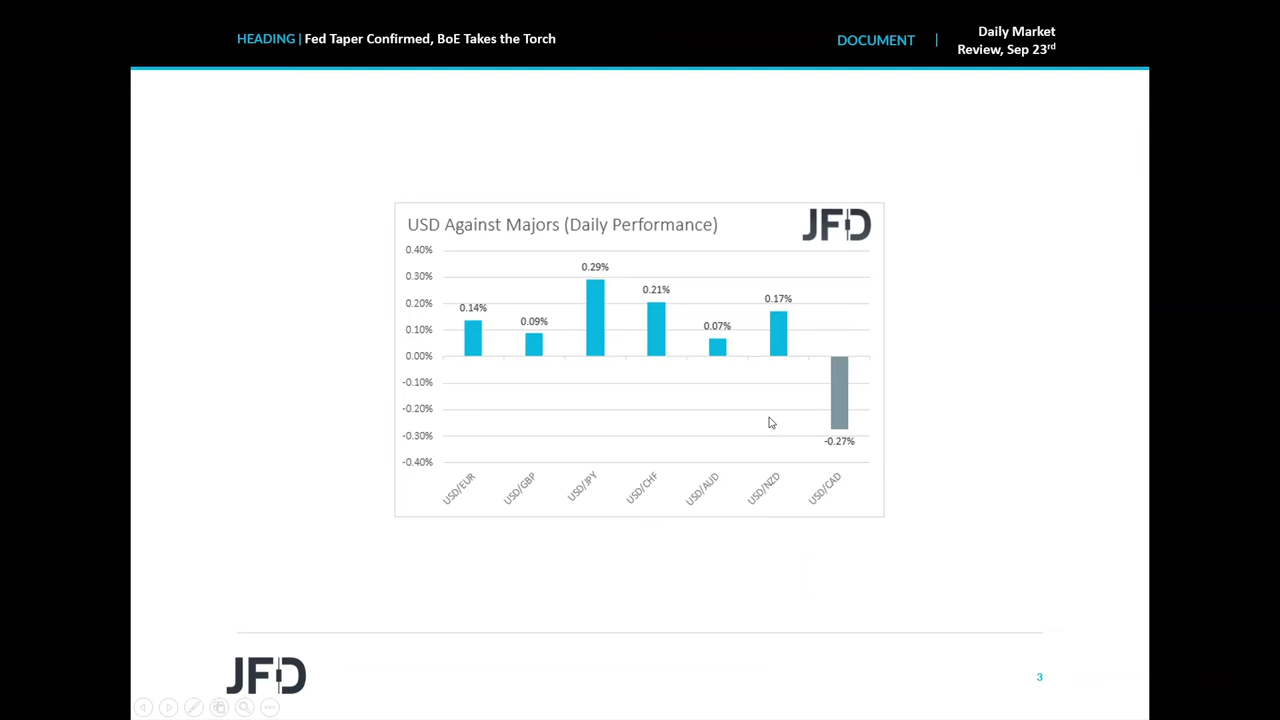 HEADING | Fed Taper Confirmed, BoE Takes the Torch
DOCUMENT | Daily Market
Review, Sep 23rd
USD Against Majors (Daily Performance)
JFD
0.40%
0.30%
0.20%
0.10%
0.00%
-0.10%
-0.20%
-0.30%
-0.40%
0.14%
0.09%
0.29%
0.21%
0.07%
0.17%
-0.27%
USD/EUR
USD/GBP
USD/JPY
USD/CHF
USD/AUD
USD/NZD
USD/CAD
JFD
3